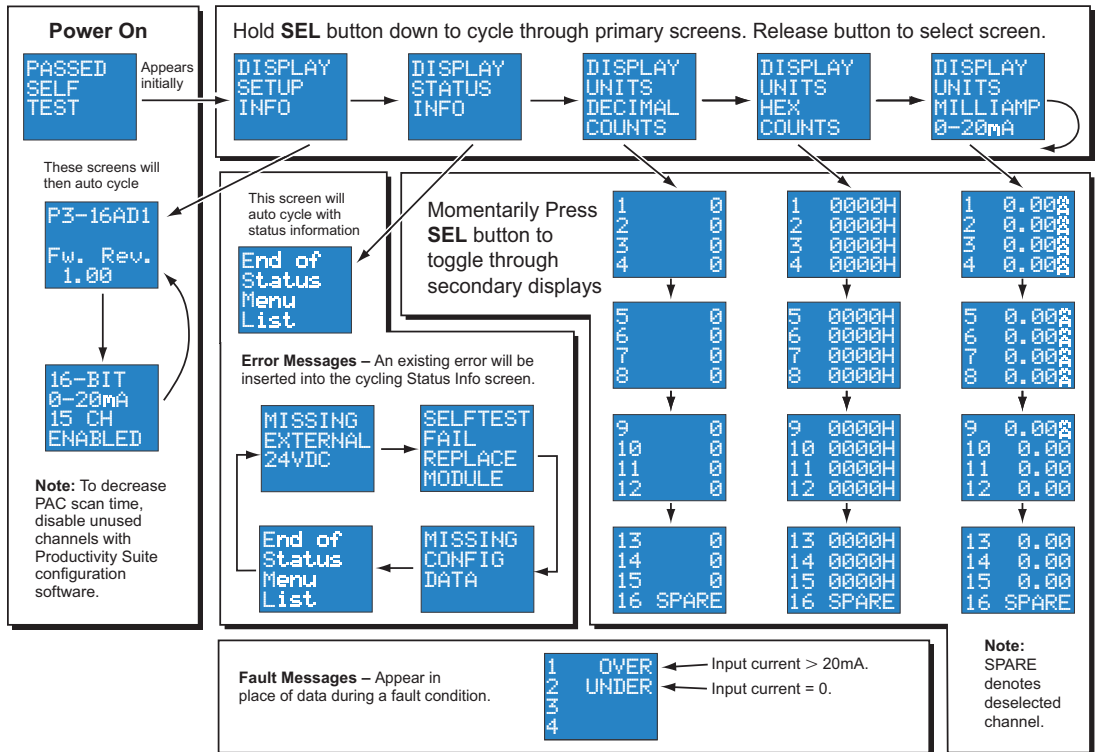 Power On
PASSED
SELF
TEST
Appears
initially
These screens will
then auto cycle
P3-16AD1
Fw. Rev.
1.00
16-BIT
0-20mA
15 CH
ENABLED
Note: To decrease
PAC scan time,
disable unused
channels with
Productivity Suite
configuration
software.
Hold SEL button down to cycle through primary screens. Release button to select screen.
DISPLAY
SETUP
INFO
DISPLAY
STATUS
INFO
DISPLAY
UNITS
DECIMAL
COUNTS
DISPLAY
UNITS
HEX
COUNTS
DISPLAY
UNITS
MILLIAMP
0-20mA
This screen will
auto cycle with
status information
End of
Status
Menu
List
Error Messages – An existing error will be
inserted into the cycling Status Info screen.
MISSING
EXTERNAL
24VDC
SELFTEST
FAIL
REPLACE
MODULE
End of
Status
Menu
List
MISSING
CONFIG
DATA
Momentarily Press
SEL button to
toggle through
secondary displays
1 0
2 0
3 0
4 0
5 0
6 0
7 0
8 0
9 0
10 0
11 0
12 0
13 0
14 0
15 0
16 SPARE
1 0000H
2 0000H
3 0000H
4 0000H
5 0000H
6 0000H
7 0000H
8 0000H
9 0000H
10 0000H
11 0000H
12 0000H
13 0000H
14 0000H
15 0000H
16 SPARE
1 0.00
2 0.00
3 0.00
4 0.00
5 0.00
6 0.00
7 0.00
8 0.00
9 0.00
10 0.00
11 0.00
12 0.00
13 0.00
14 0.00
15 0.00
16 SPARE
Note:
SPARE
denotes
deselected
channel.
Fault Messages – Appear in
place of data during a fault condition.
1 OVER
2 UNDER
3
4
Input current > 20mA.
Input current = 0.